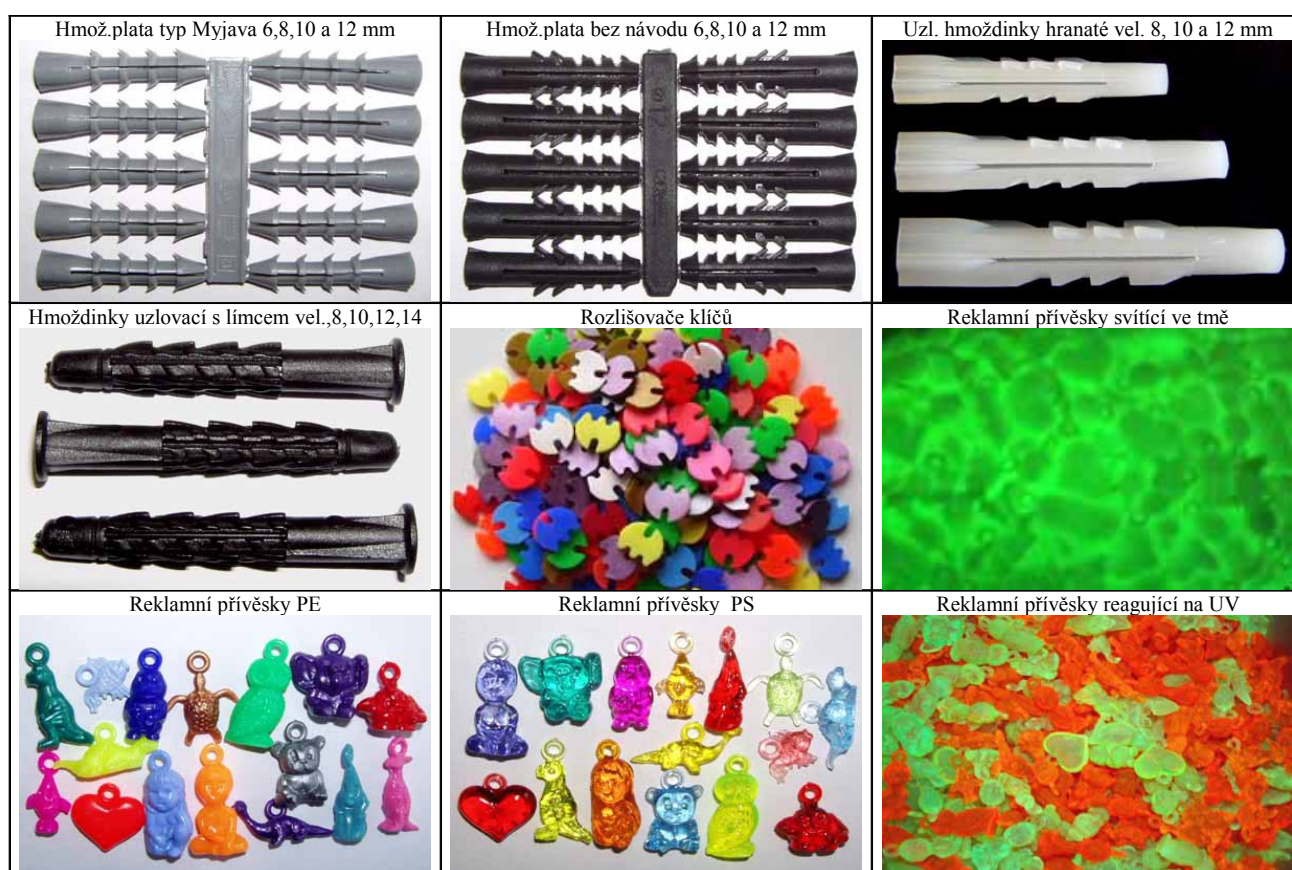 Hmož.plata typ Myjava 6,8,10 a 12 mm
Hmož.plata bez návodu 6,8,10 a 12 mm
Uzl. hmoždinky hranaté vel. 8, 10 a 12 mm
Hmoždinky uzlovací s límcem vel.,8,10,12,14
Rozlišovače klíčů
Reklamní přívěsky svítící ve tmě
Reklamní přívěsky PE
Reklamní přívěsky PS
Reklamní přívěsky reagující na UV